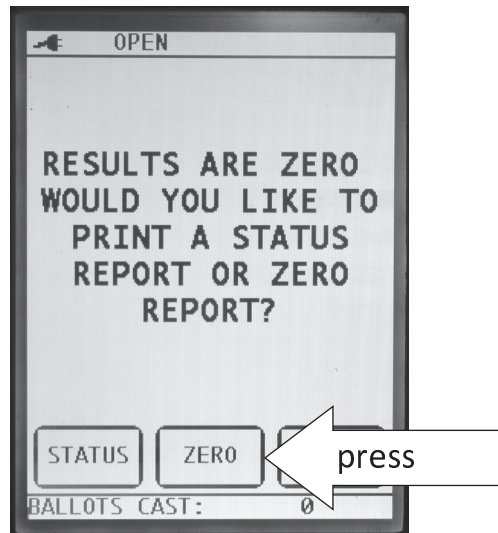 OPEN
RESULTS ARE ZERO
WOULD YOU LIKE TO
PRINT A STATUS
REPORT OR ZERO
REPORT?
STATUS ZERO press
BALLOTS CAST: 0